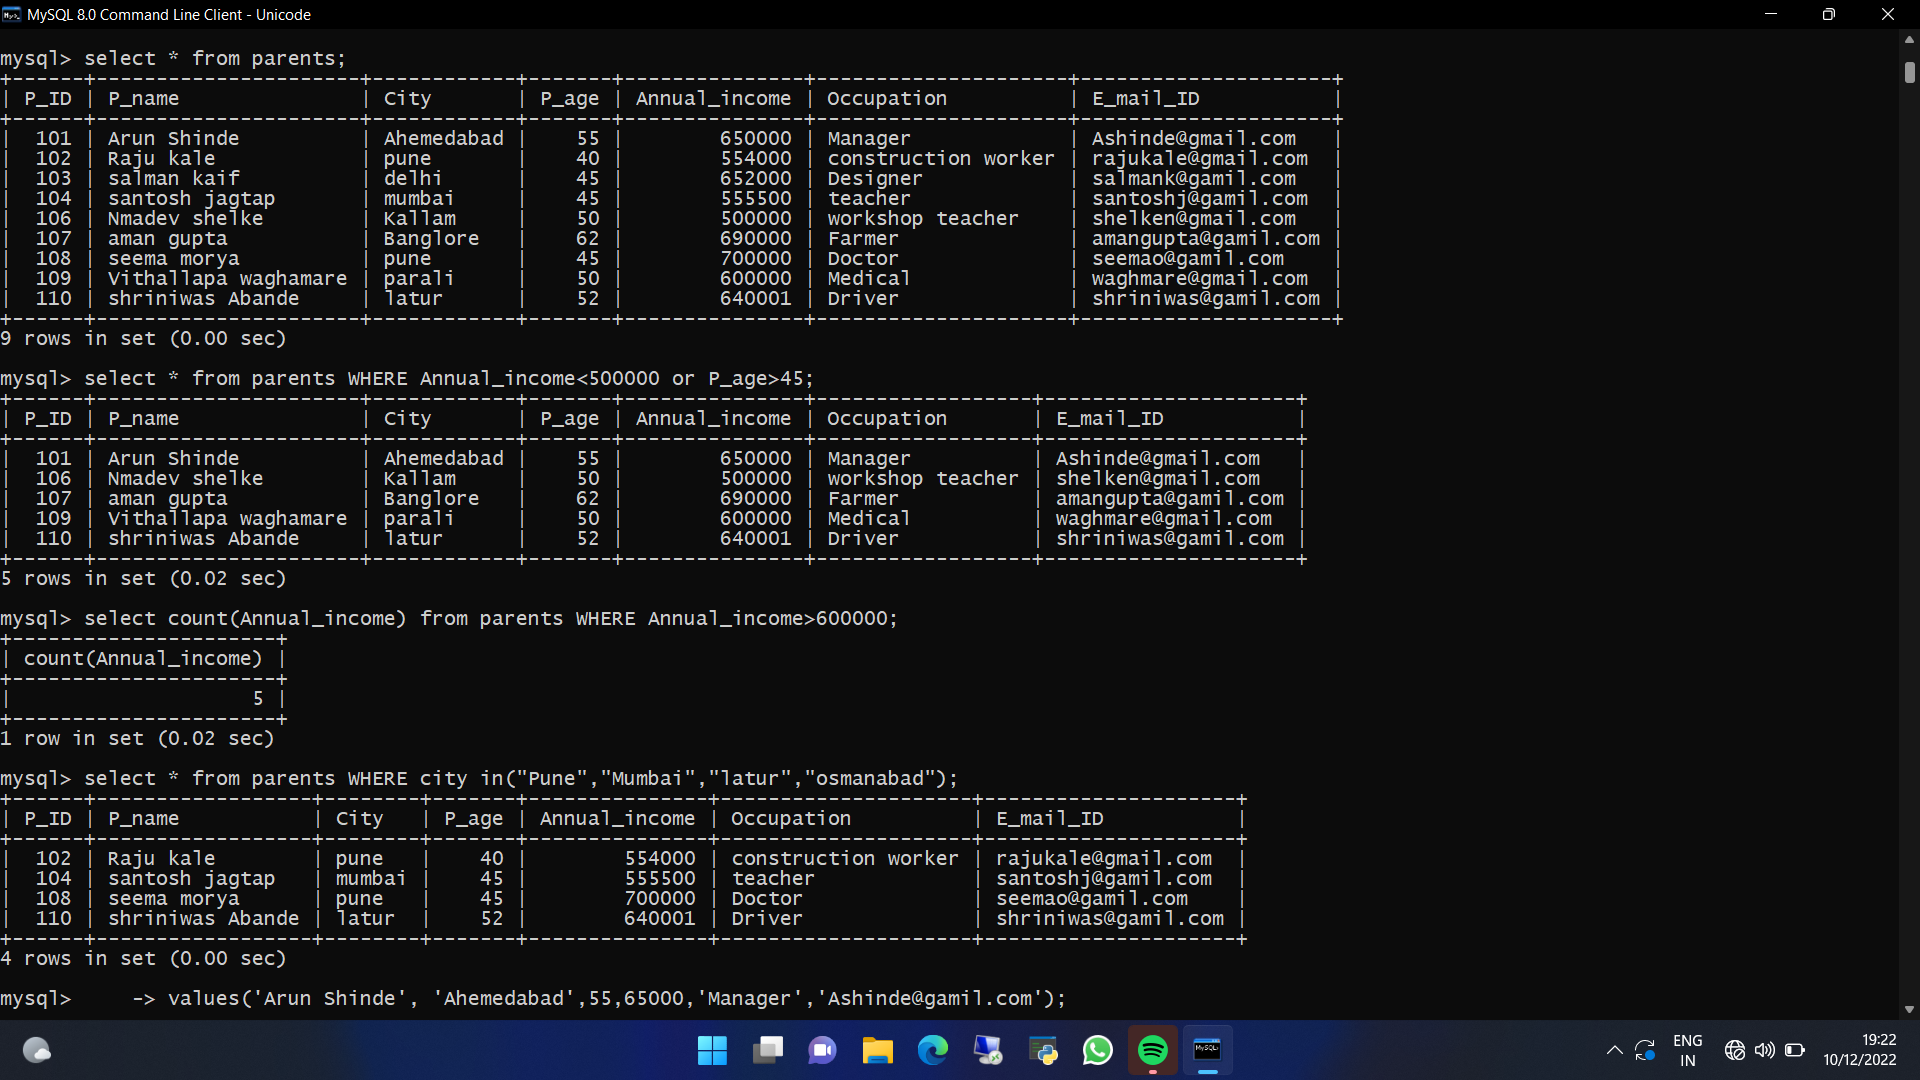 MySQL 8.0 Command Line Client - Unicode
mysql> select * from parents;
+------+----------------------+------------+-------+---------------+---------------------+---------------------+
| P_ID | P_name               | City       | P_age | Annual_income | Occupation          | E_mail_ID           |
+------+----------------------+------------+-------+---------------+---------------------+---------------------+
|  101 | Arun Shinde          | Ahemedabad |    55 |        650000 | Manager             | Ashinde@gmail.com   |
|  102 | Raju kale            | pune       |    40 |        554000 | construction worker | rajukale@gmail.com  |
|  103 | salman kaif          | delhi      |    45 |        652000 | Designer            | salmank@gamil.com   |
|  104 | santosh jagtap       | mumbai     |    45 |        555500 | teacher             | santoshj@gamil.com  |
|  106 | Nmadev shelke        | Kallam     |    50 |        500000 | workshop teacher    | shelken@gmail.com   |
|  107 | aman gupta           | Banglore   |    62 |        690000 | Farmer              | amangupta@gamil.com |
|  108 | seema morya          | pune       |    45 |        700000 | Doctor              | seemao@gamil.com    |
|  109 | Vithallapa waghamare | parali     |    50 |        600000 | Medical             | waghmare@gmail.com  |
|  110 | shriniwas Abande     | latur      |    52 |        640001 | Driver              | shriniwas@gamil.com |
+------+----------------------+------------+-------+---------------+---------------------+---------------------+
9 rows in set (0.00 sec)
mysql> select * from parents WHERE Annual_income<500000 or P_age>45;
+------+----------------------+------------+-------+---------------+------------------+---------------------+
| P_ID | P_name               | City       | P_age | Annual_income | Occupation       | E_mail_ID           |
+------+----------------------+------------+-------+---------------+------------------+---------------------+
|  101 | Arun Shinde          | Ahemedabad |    55 |        650000 | Manager          | Ashinde@gmail.com   |
|  106 | Nmadev shelke        | Kallam     |    50 |        500000 | workshop teacher | shelken@gmail.com   |
|  107 | aman gupta           | Banglore   |    62 |        690000 | Farmer           | amangupta@gamil.com |
|  109 | Vithallapa waghamare | parali     |    50 |        600000 | Medical          | waghmare@gmail.com  |
|  110 | shriniwas Abande     | latur      |    52 |        640001 | Driver           | shriniwas@gamil.com |
+------+----------------------+------------+-------+---------------+------------------+---------------------+
5 rows in set (0.02 sec)
mysql> select count(Annual_income) from parents WHERE Annual_income>600000;
+----------------------+
| count(Annual_income) |
+----------------------+
|                    5 |
+----------------------+
1 row in set (0.02 sec)
mysql> select * from parents WHERE city in("Pune","Mumbai","latur","osmanabad");
+------+------------------+--------+-------+---------------+---------------------+---------------------+
| P_ID | P_name           | City   | P_age | Annual_income | Occupation          | E_mail_ID           |
+------+------------------+--------+-------+---------------+---------------------+---------------------+
|  102 | Raju kale        | pune   |    40 |        554000 | construction worker | rajukale@gmail.com  |
|  104 | santosh jagtap   | mumbai |    45 |        555500 | teacher             | santoshj@gamil.com  |
|  108 | seema morya      | pune   |    45 |        700000 | Doctor              | seemao@gamil.com    |
|  110 | shriniwas Abande | latur  |    52 |        640001 | Driver              | shriniwas@gamil.com |
+------+------------------+--------+-------+---------------+---------------------+---------------------+
4 rows in set (0.00 sec)
mysql>     -> values('Arun Shinde', 'Ahemedabad',55,65000,'Manager','Ashinde@gamil.com');
MySQL>
ENG
IN
19:22
10/12/2022